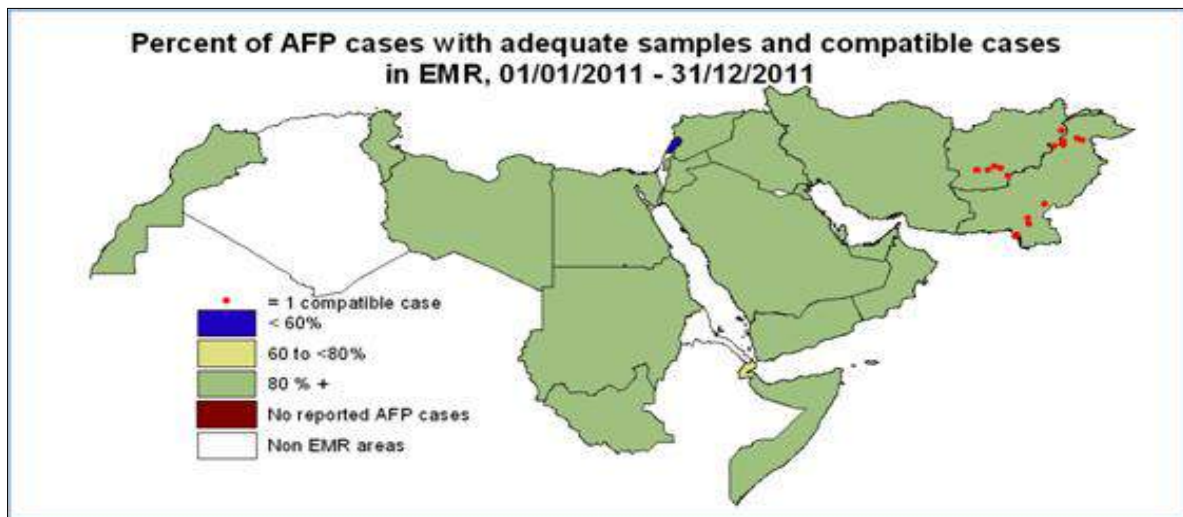 Percent of AFP cases with adequate samples and compatible cases
in EMR, 01/01/2011 - 31/12/2011
= 1 compatible case
< 60%
60 to <80%
80 % +
No reported AFP cases
Non EMR areas